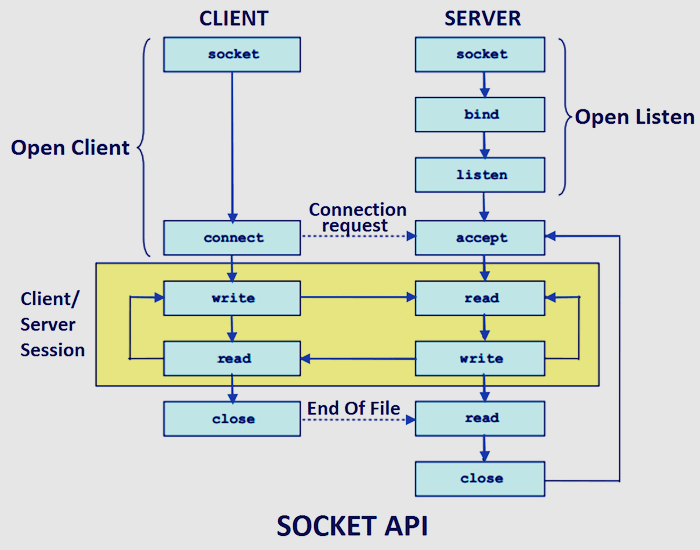 CLIENT
SERVER
socket
socket
bind
Open Listen
Open Client
listen
Connection
request
connect
accept
Client/
Server
Session
write
read
read
write
close
End Of File
read
close
SOCKET API